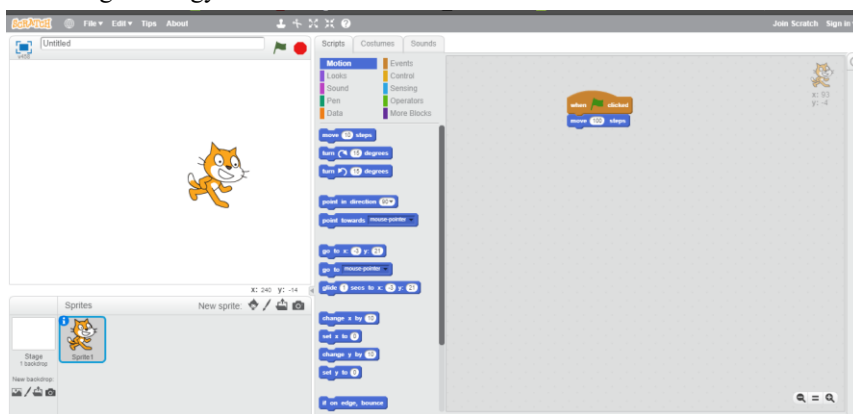 SCRATCH File Edit Tips About Join Scratch Sign in
Untitled
Scripts Costumes Sounds
Motion Events
Looks Control
Sound Sensing
Pen Operators
Data More Blocks
move 10 steps
turn 15 degrees
turn 15 degrees
point in direction 90
point towards mouse-pointer
go to x: -3 y: 21
go to mouse-pointer
glide 1 secs to x: -3 y: 21
change x by 10
set x to 0
change y by 10
set y to 0
if on edge, bounce
when clicked
move 100 steps
x: 93
y: -4
X: 240 y: -14
Sprites New sprite:
Stage
1 backdrop
New backdrop:
Sprite1